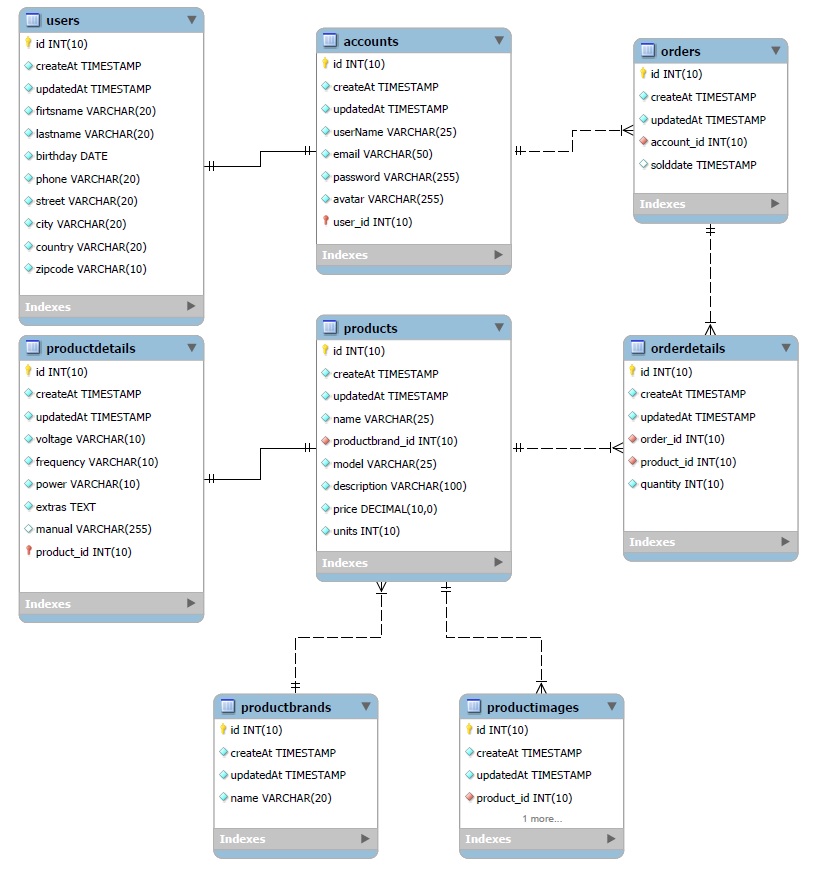 users
id INT(10)
createAt TIMESTAMP
updatedAt TIMESTAMP
firtsname VARCHAR(20)
lastname VARCHAR(20)
birthday DATE
phone VARCHAR(20)
street VARCHAR(20)
city VARCHAR(20)
country VARCHAR(20)
zipcode VARCHAR(10)
Indexes
accounts
id INT(10)
createAt TIMESTAMP
updatedAt TIMESTAMP
userName VARCHAR(25)
email VARCHAR(50)
password VARCHAR(255)
avatar VARCHAR(255)
user_id INT(10)
Indexes
orders
id INT(10)
createAt TIMESTAMP
updatedAt TIMESTAMP
account_id INT(10)
solddate TIMESTAMP
Indexes
productdetails
id INT(10)
createAt TIMESTAMP
updatedAt TIMESTAMP
voltage VARCHAR(10)
frequency VARCHAR(10)
power VARCHAR(10)
extras TEXT
manual VARCHAR(255)
product_id INT(10)
Indexes
products
id INT(10)
createAt TIMESTAMP
updatedAt TIMESTAMP
name VARCHAR(25)
productbrand_id INT(10)
model VARCHAR(25)
description VARCHAR(100)
price DECIMAL(10,0)
units INT(10)
Indexes
orderdetails
id INT(10)
createAt TIMESTAMP
updatedAt TIMESTAMP
order_id INT(10)
product_id INT(10)
quantity INT(10)
Indexes
productbrands
id INT(10)
createAt TIMESTAMP
updatedAt TIMESTAMP
name VARCHAR(20)
Indexes
productimages
id INT(10)
createAt TIMESTAMP
updatedAt TIMESTAMP
product_id INT(10)
1 more...
Indexes